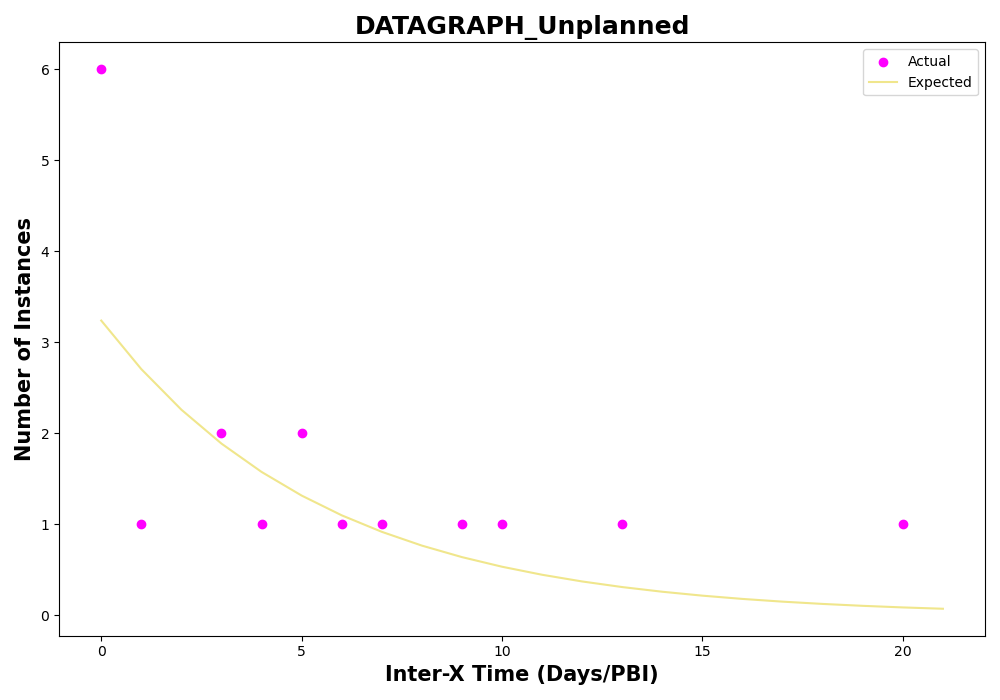 DATAGRAPH_Unplanned
Actual
Expected
Number of Instances
6
5
4
3
2
1
0
0 5 10 15 20
Inter-X Time (Days/PBI)